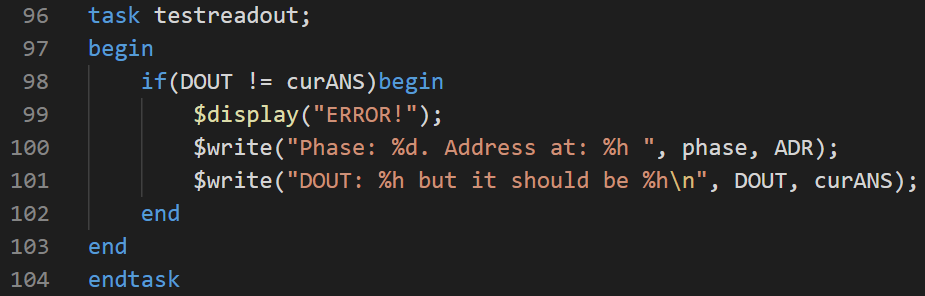 96 task testreadout;
97 begin
98     if(DOUT != curANS)begin
99         $display("ERROR!");
100         $write("Phase: %d. Address at: %h ", phase, ADR);
101         $write("DOUT: %h but it should be %h\n", DOUT, curANS);
102     end
103 end
104 endtask